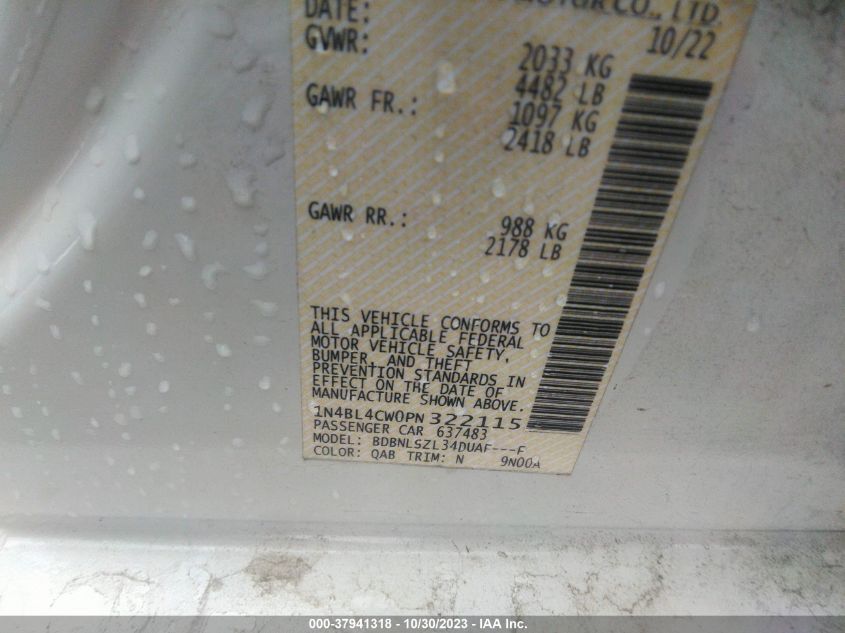 MOTOR CO., LTD.
DATE: 10/22
GVWR: 2033 KG
4482 LB
GAWR FR.: 1097 KG
2418 LB
GAWR RR.: 988 KG
2178 LB
THIS VEHICLE CONFORMS TO
ALL APPLICABLE FEDERAL
MOTOR VEHICLE SAFETY,
BUMPER, AND THEFT
PREVENTION STANDARDS IN
EFFECT ON THE DATE OF
MANUFACTURE SHOWN ABOVE.
1N4BL4CW0PN322115
PASSENGER CAR 637483
MODEL: BDBNLSZL34DUAF---F
COLOR: QAB TRIM: N 9N00A
000-37941318 - 10/30/2023 - IAA Inc.